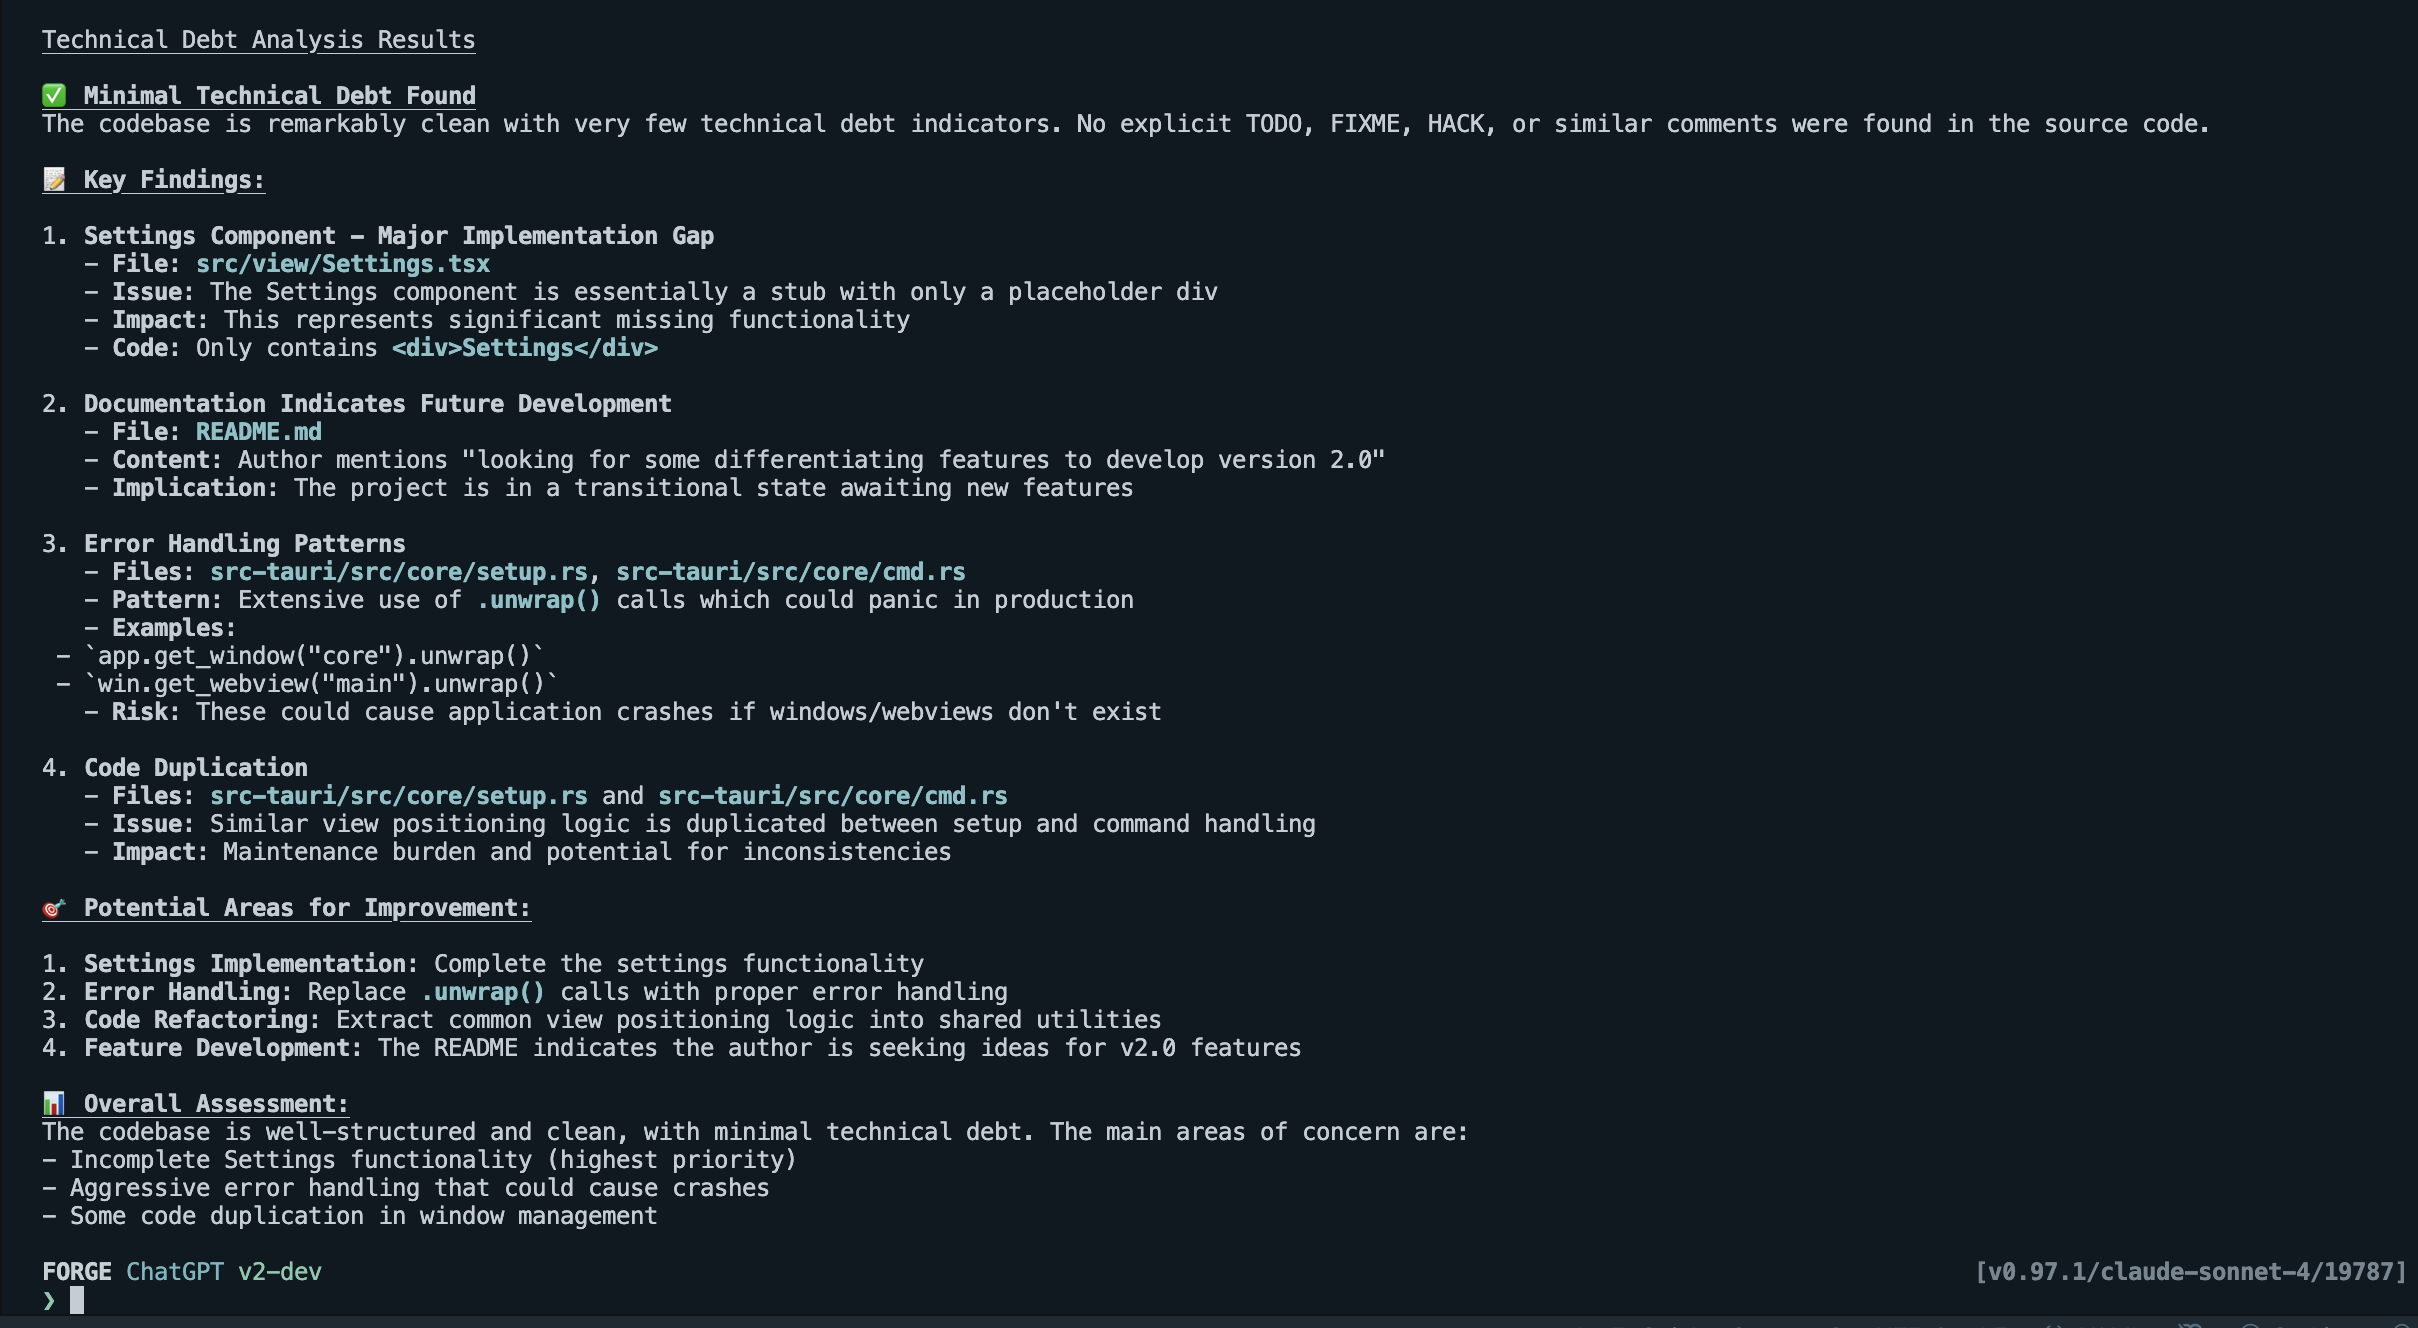 Technical Debt Analysis Results
✅ Minimal Technical Debt Found
The codebase is remarkably clean with very few technical debt indicators. No explicit TODO, FIXME, HACK, or similar comments were found in the source code.
📝 Key Findings:
1. Settings Component – Major Implementation Gap
– File: src/view/Settings.tsx
– Issue: The Settings component is essentially a stub with only a placeholder div
– Impact: This represents significant missing functionality
– Code: Only contains <div>Settings</div>
2. Documentation Indicates Future Development
– File: README.md
– Content: Author mentions "looking for some differentiating features to develop version 2.0"
– Implication: The project is in a transitional state awaiting new features
3. Error Handling Patterns
– Files: src-tauri/src/core/setup.rs, src-tauri/src/core/cmd.rs
– Pattern: Extensive use of .unwrap() calls which could panic in production
– Examples:
– `app.get_window("core").unwrap()`
– `win.get_webview("main").unwrap()`
– Risk: These could cause application crashes if windows/webviews don't exist
4. Code Duplication
– Files: src-tauri/src/core/setup.rs and src-tauri/src/core/cmd.rs
– Issue: Similar view positioning logic is duplicated between setup and command handling
– Impact: Maintenance burden and potential for inconsistencies
🎯 Potential Areas for Improvement:
1. Settings Implementation: Complete the settings functionality
2. Error Handling: Replace .unwrap() calls with proper error handling
3. Code Refactoring: Extract common view positioning logic into shared utilities
4. Feature Development: The README indicates the author is seeking ideas for v2.0 features
📊 Overall Assessment:
The codebase is well-structured and clean, with minimal technical debt. The main areas of concern are:
– Incomplete Settings functionality (highest priority)
– Aggressive error handling that could cause crashes
– Some code duplication in window management
FORGE ChatGPT v2-dev [v0.97.1/claude-sonnet-4/19787]
❯